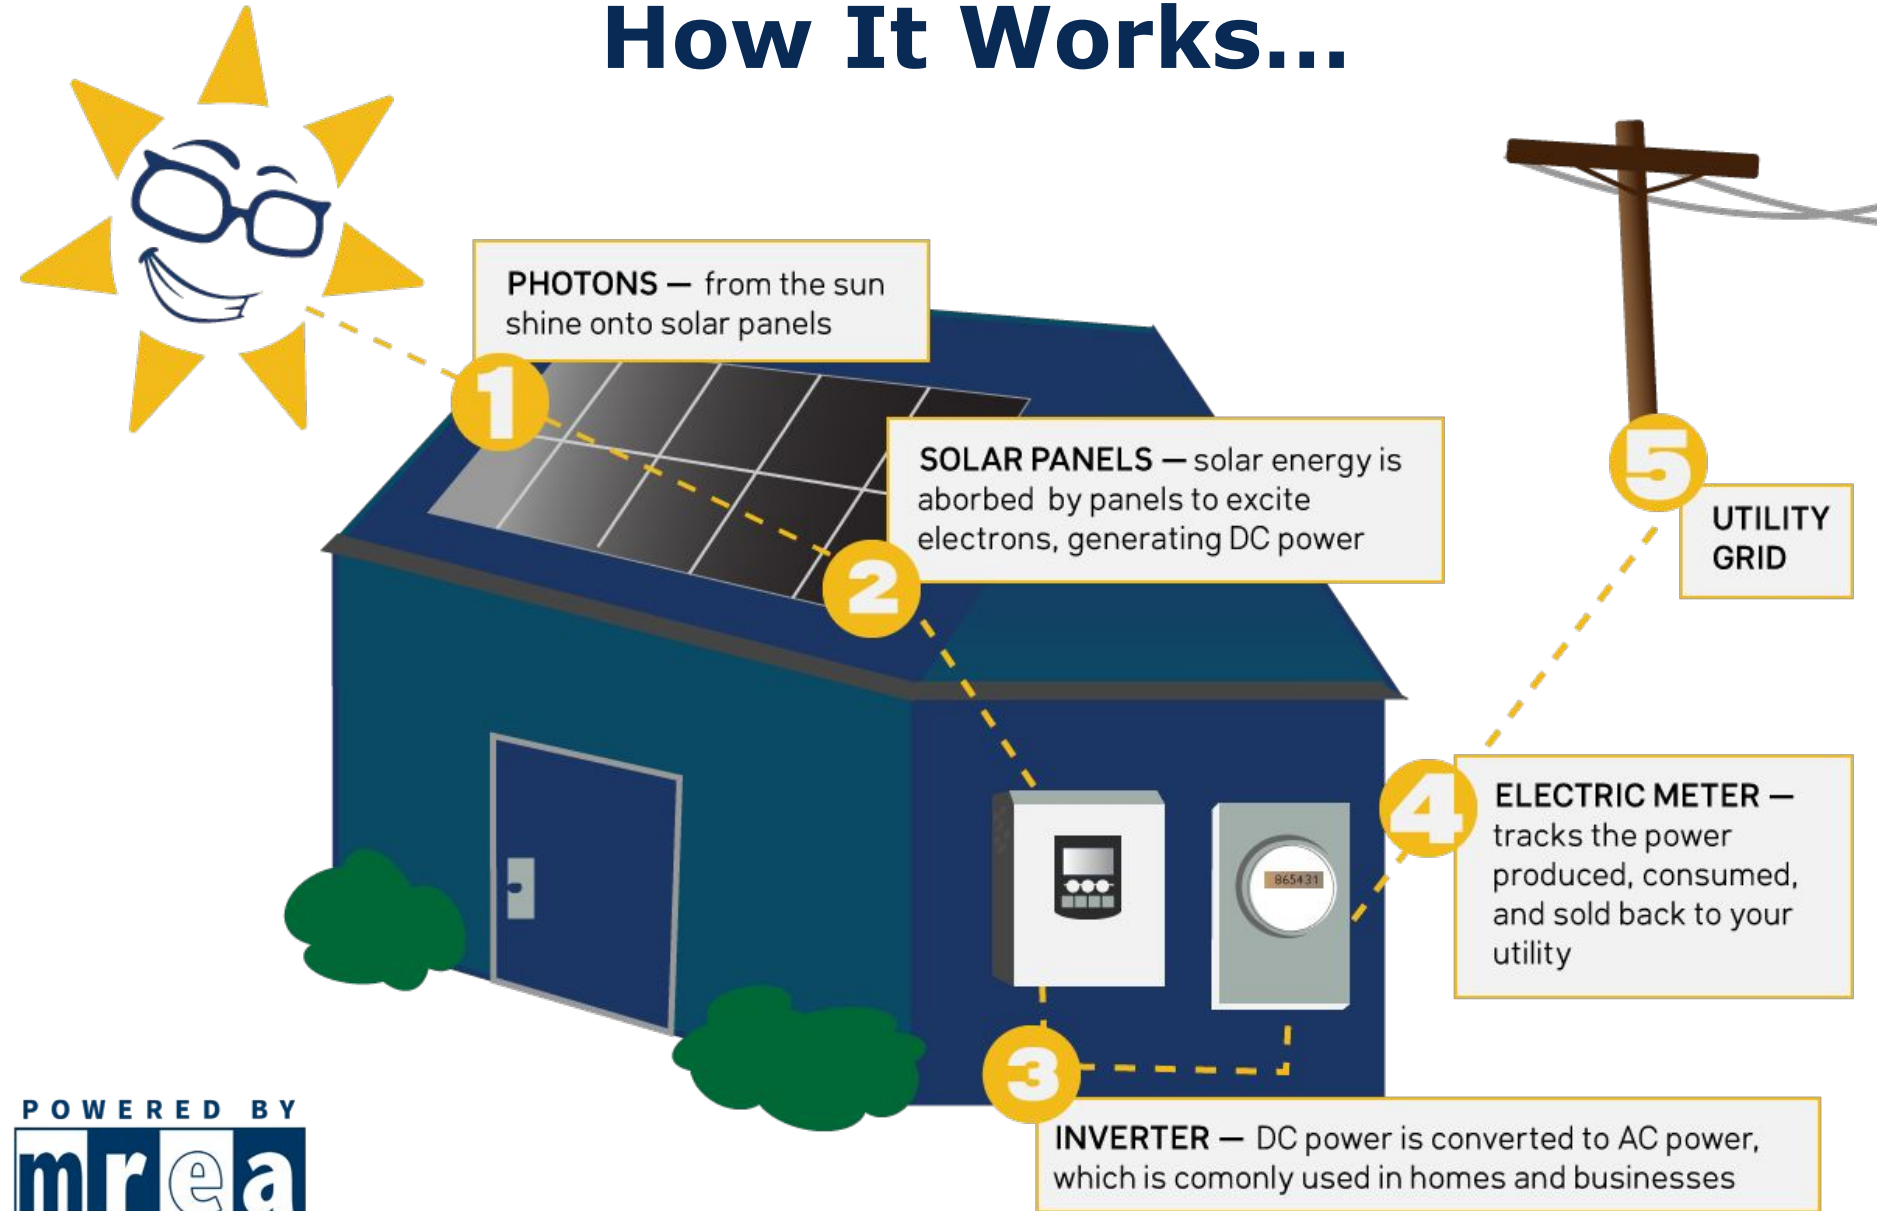 How It Works...
PHOTONS — from the sun
shine onto solar panels
1
SOLAR PANELS — solar energy is
aborbed by panels to excite
electrons, generating DC power
2
5
UTILITY
GRID
4
ELECTRIC METER —
tracks the power
produced, consumed,
and sold back to your
utility
865431
3
INVERTER — DC power is converted to AC power,
which is comonly used in homes and businesses
POWERED BY
mrea